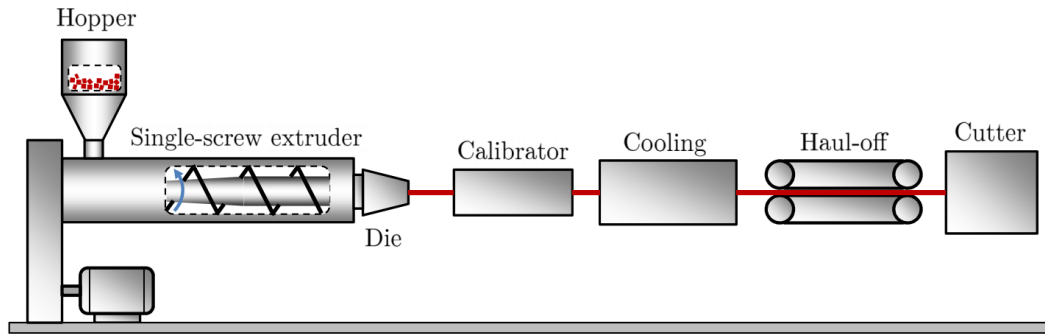 Hopper
Single-screw extruder
Die
Calibrator
Cooling
Haul-off
Cutter